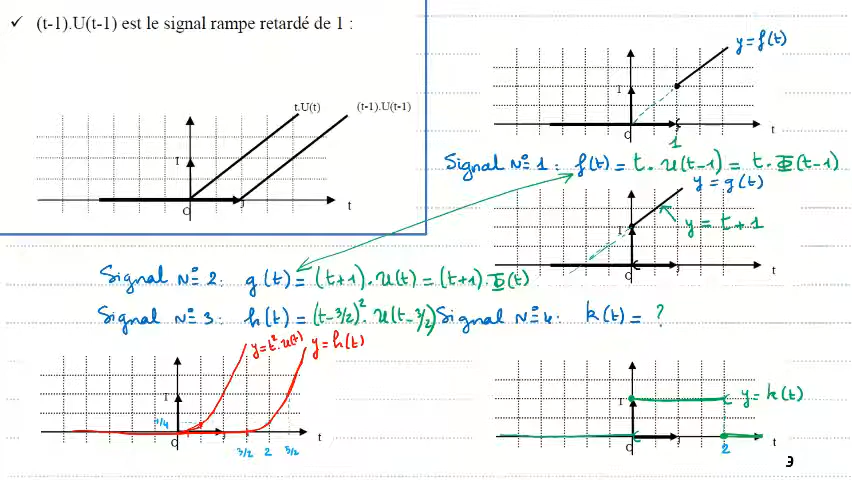 ✓ (t-1).U(t-1) est le signal rampe retardé de 1 :
t.U(t)
(t-1).U(t-1)
1
O
t
y=f(t)
1
O
1
t
Signal N°1: f(t) = t . u(t-1) = t . Φ(t-1)
y = g(t)
y = t+1
1
O
t
Signal N°2: g(t) = (t+1).u(t) = (t+1).Φ(t)
Signal N°3: h(t) = (t-3/2)². u(t-3/2)
Signal N°4: k(t) = ?
y=t².u(t)
y = h(t)
1
1/4
O
3/2
2
5/2
t
y = k(t)
1
O
2
t
3